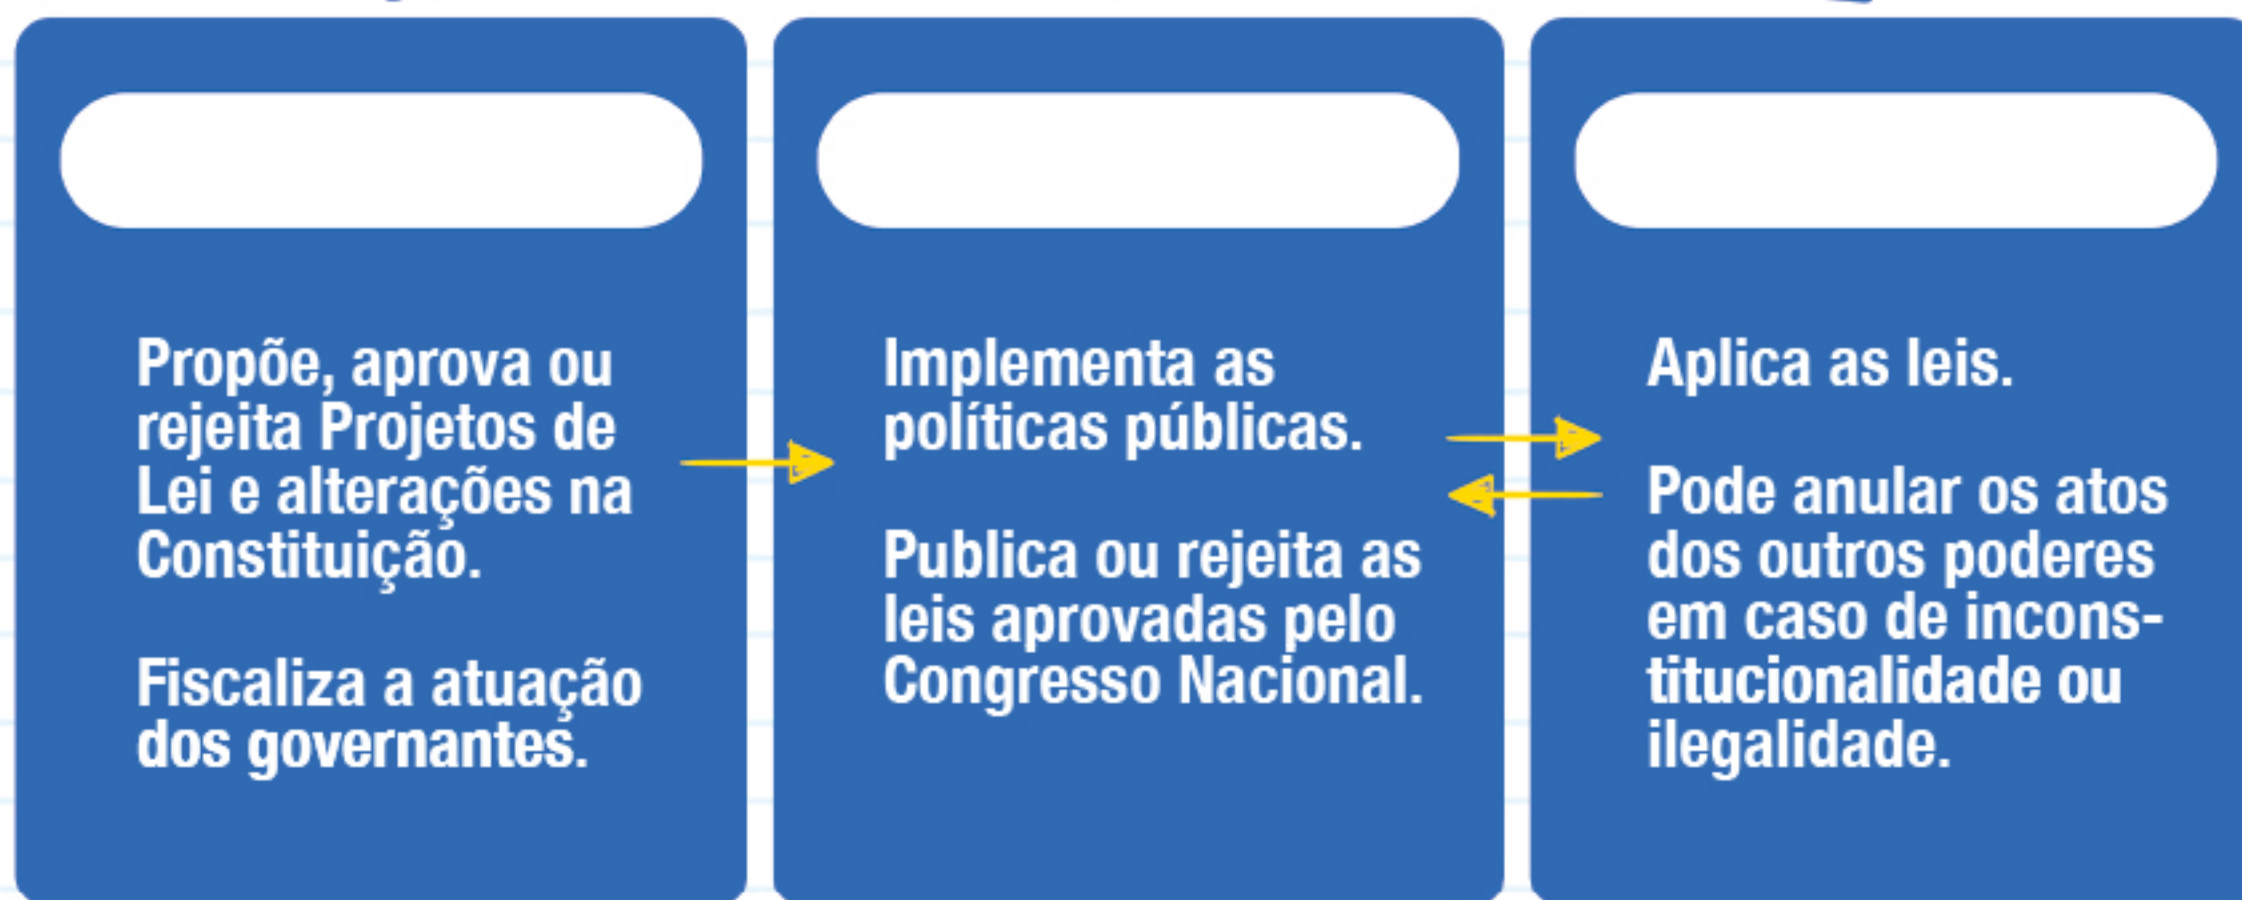 Propõe, aprova ou
rejeita Projetos de
Lei e alterações na
Constituição.
Fiscaliza a atuação
dos governantes.
Implementa as
políticas públicas.
Publica ou rejeita as
leis aprovadas pelo
Congresso Nacional.
Aplica as leis.
Pode anular os atos
dos outros poderes
em caso de incons-
titucionalidade ou
ilegalidade.